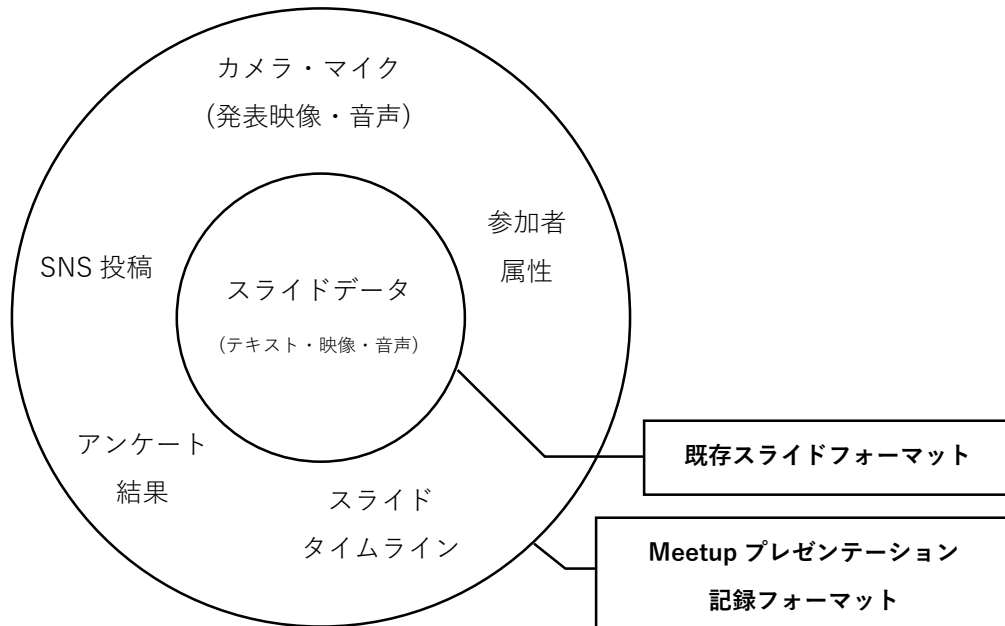 カメラ・マイク
(発表映像・音声)
参加者
属性
SNS 投稿
スライドデータ
(テキスト・映像・音声)
アンケート
結果
スライド
タイムライン
既存スライドフォーマット
Meetup プレゼンテーション
記録フォーマット